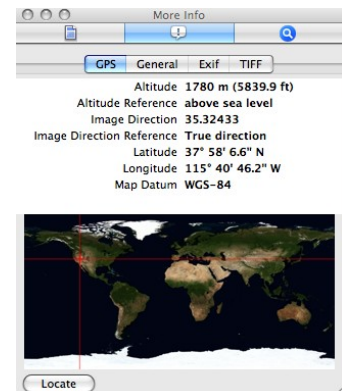 More Info
GPS General Exif TIFF
Altitude 1780 m (5839.9 ft)
Altitude Reference above sea level
Image Direction 35.32433
Image Direction Reference True direction
Latitude 37° 58' 6.6" N
Longitude 115° 40' 46.2" W
Map Datum WGS-84
Locate